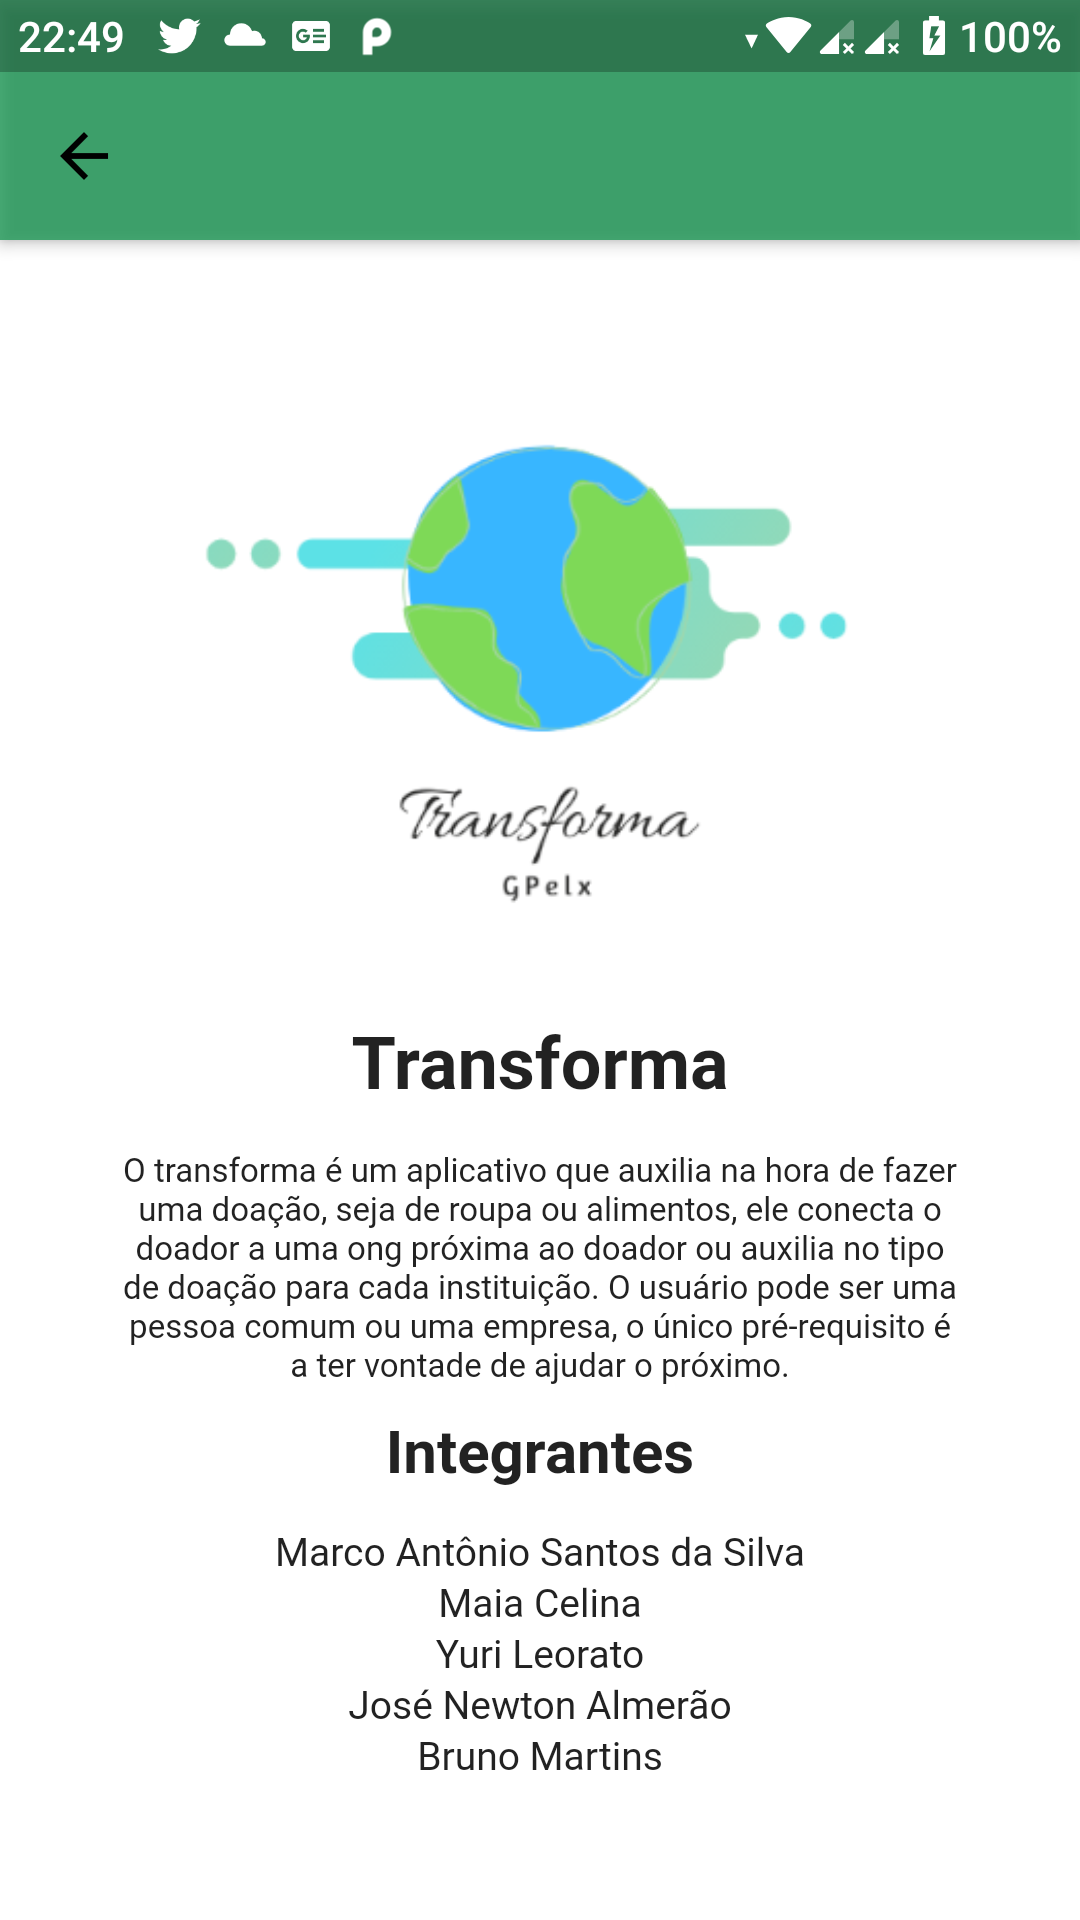 22:49 100%
Transforma
GPelx
Transforma
O transforma é um aplicativo que auxilia na hora de fazer
uma doação, seja de roupa ou alimentos, ele conecta o
doador a uma ong próxima ao doador ou auxilia no tipo
de doação para cada instituição. O usuário pode ser uma
pessoa comum ou uma empresa, o único pré-requisito é
a ter vontade de ajudar o próximo.
Integrantes
Marco Antônio Santos da Silva
Maia Celina
Yuri Leorato
José Newton Almerão
Bruno Martins